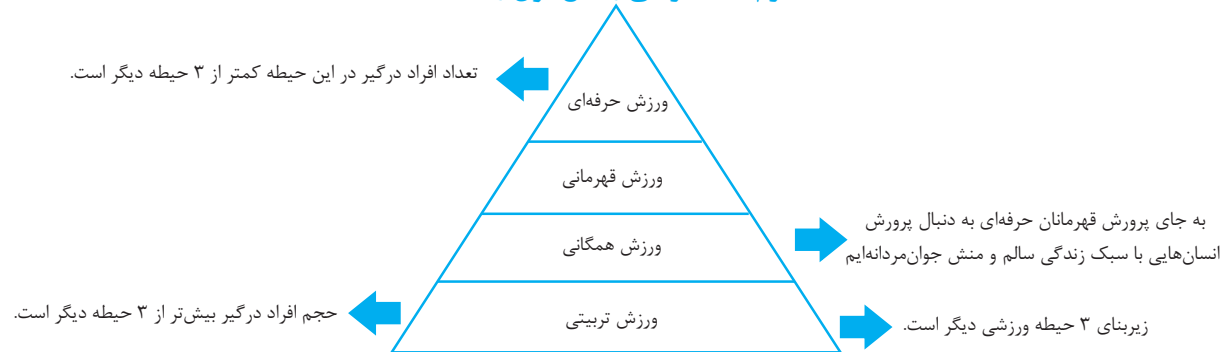 تعداد افراد درگیر در این حیطه کمتر از ۳ حیطه دیگر است.
ورزش حرفه‌ای
ورزش قهرمانی
به جای پرورش قهرمانان حرفه‌ای به دنبال پرورش
انسان‌هایی با سبک زندگی سالم و منش جوان‌مردانه‌ایم
ورزش همگانی
زیربنای ۳ حیطه ورزشی دیگر است.
ورزش تربیتی
حجم افراد درگیر بیش‌تر از ۳ حیطه دیگر است.